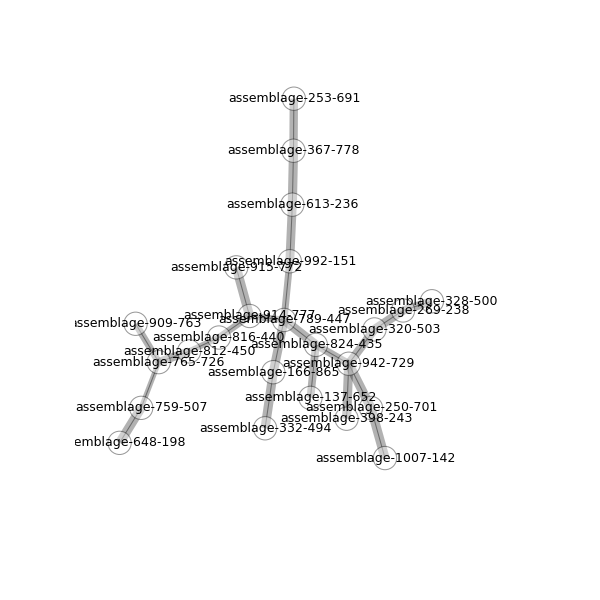 assemblage-253-691
assemblage-367-778
assemblage-613-236
assemblage-992-151
assemblage-915-772
assemblage-328-500
assemblage-269-238
assemblage-914-777
assemblage-789-447
assemblage-909-763
assemblage-320-503
assemblage-816-440
assemblage-824-435
assemblage-812-450
assemblage-765-726
assemblage-942-729
assemblage-166-865
assemblage-137-652
assemblage-759-507
assemblage-250-701
assemblage-398-243
assemblage-332-494
emblage-648-198
assemblage-1007-142